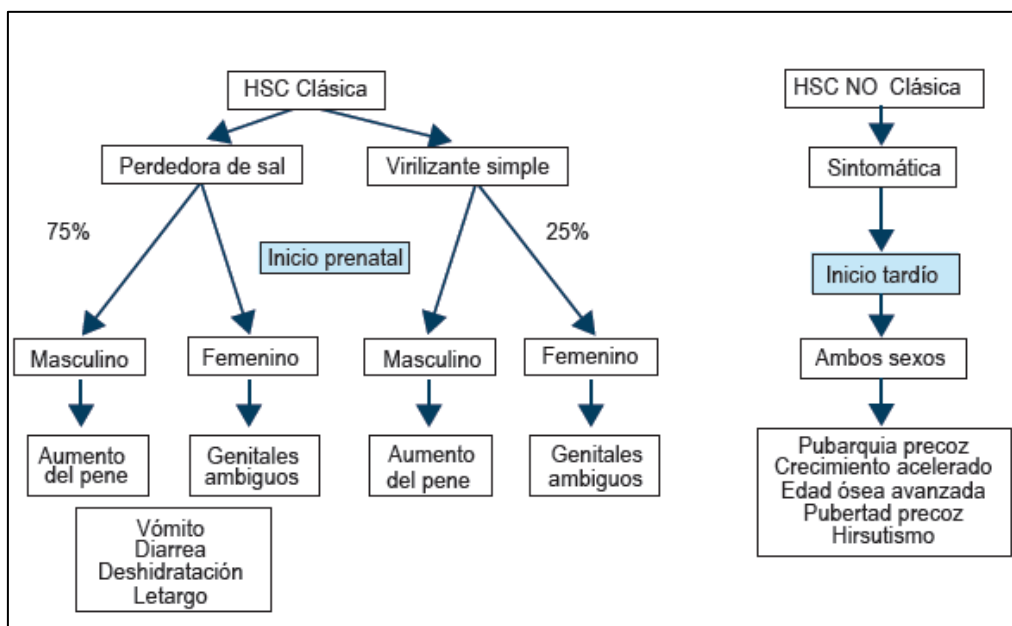 HSC Clásica
Perdedora de sal
Virilizante simple
75%
25%
Inicio prenatal
Masculino
Femenino
Masculino
Femenino
Aumento
del pene
Genitales
ambiguos
Aumento
del pene
Genitales
ambiguos
Vómito
Diarrea
Deshidratación
Letargo
HSC NO Clásica
Sintomática
Inicio tardío
Ambos sexos
Pubarquia precoz
Crecimiento acelerado
Edad ósea avanzada
Pubertad precoz
Hirsutismo